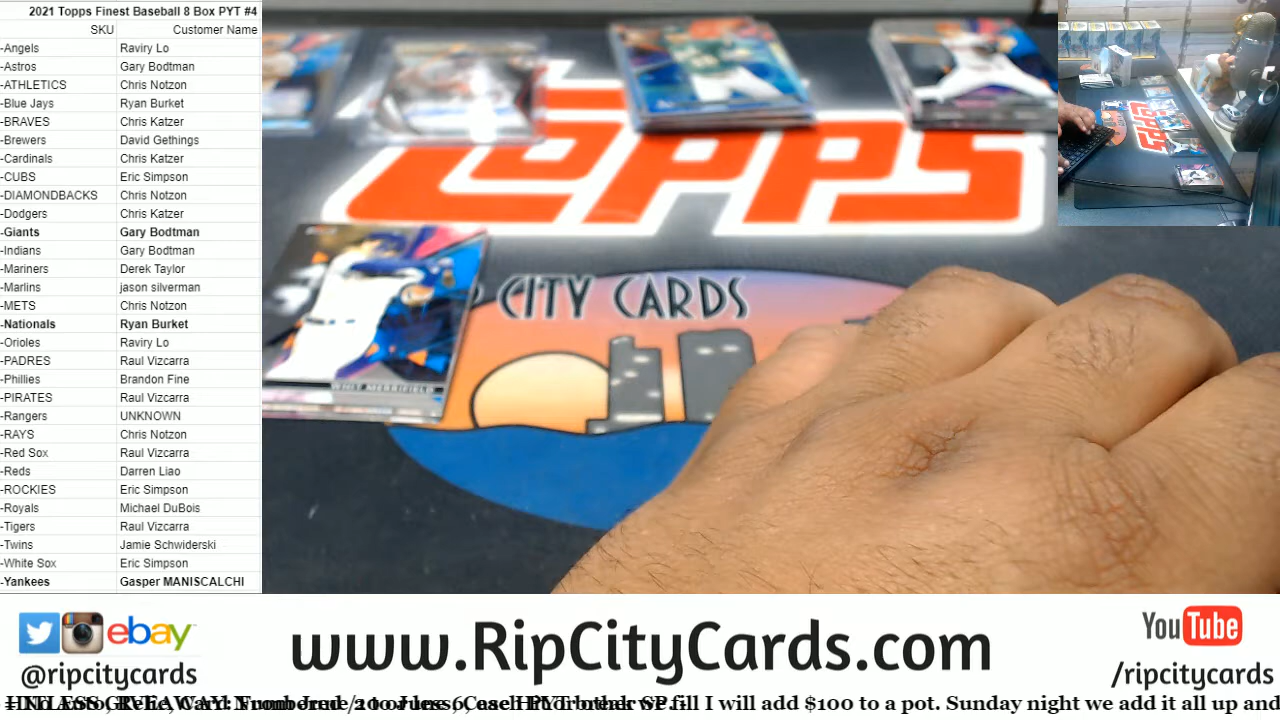 2021 Topps Finest Baseball 8 Box PYT #4
SKU Customer Name
-Angels Raviry Lo
-Astros Gary Bodtman
-ATHLETICS Chris Notzon
-Blue Jays Ryan Burket
-BRAVES Chris Katzer
-Brewers David Gethings
-Cardinals Chris Katzer
-CUBS Eric Simpson
-DIAMONDBACKS Chris Notzon
-Dodgers Chris Katzer
-Giants Gary Bodtman
-Indians Gary Bodtman
-Mariners Derek Taylor
-Marlins jason silverman
-METS Chris Notzon
-Nationals Ryan Burket
-Orioles Raviry Lo
-PADRES Raul Vizcarra
-Phillies Brandon Fine
-PIRATES Raul Vizcarra
-Rangers UNKNOWN
-RAYS Chris Notzon
-Red Sox Raul Vizcarra
-Reds Darren Liao
-ROCKIES Eric Simpson
-Royals Michael DuBois
-Tigers Raul Vizcarra
-Twins Jamie Schwiderski
-White Sox Eric Simpson
-Yankees Gasper MANISCALCHI
TOPPS
CITY CARDS
WHIT MERRIFIELD
TOPPS
ebay
@ripcitycards
www.RipCityCards.com
YouTube
/ripcitycards
fill I will add $100 to a pot. Sunday night we add it all up and